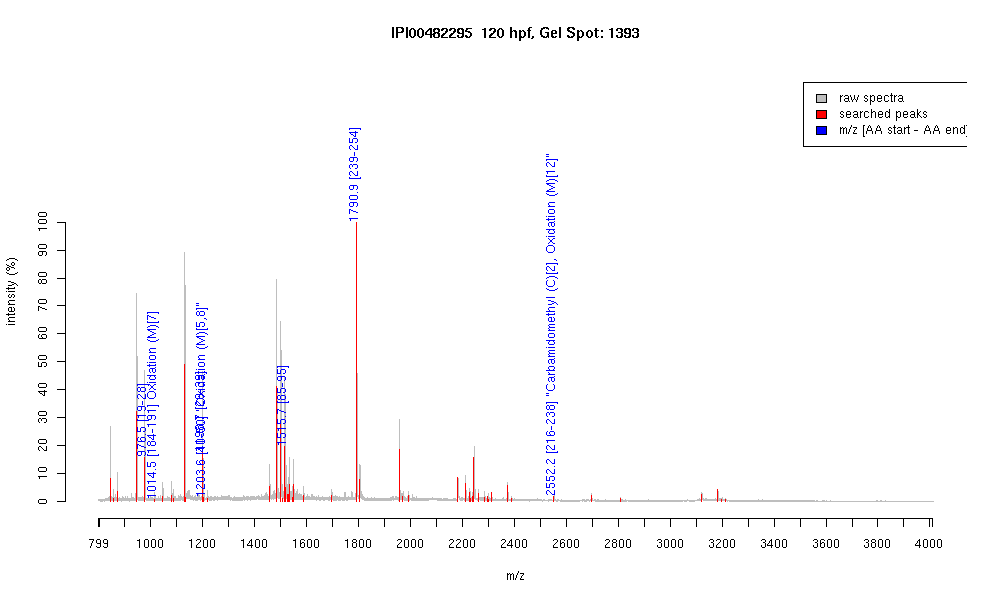 IPI00482295 120 hpf, Gel Spot: 1393
raw spectra
searched peaks
m/z [AA start - AA end]
1790.9 [239-254]
2552.2 [216-238] "Carbamidomethyl (C)[2], Oxidation (M)[12]"
976.5 [19-28]
1014.5 [184-191] Oxidation (M)[7]
1203.6 Oxidation (M)[5,8]"
1515.7 [85-95]
intensity (%)
0 10 20 30 40 50 60 70 80 90 100
799 1000 1200 1400 1600 1800 2000 2200 2400 2600 2800 3000 3200 3400 3600 3800 4000
m/z